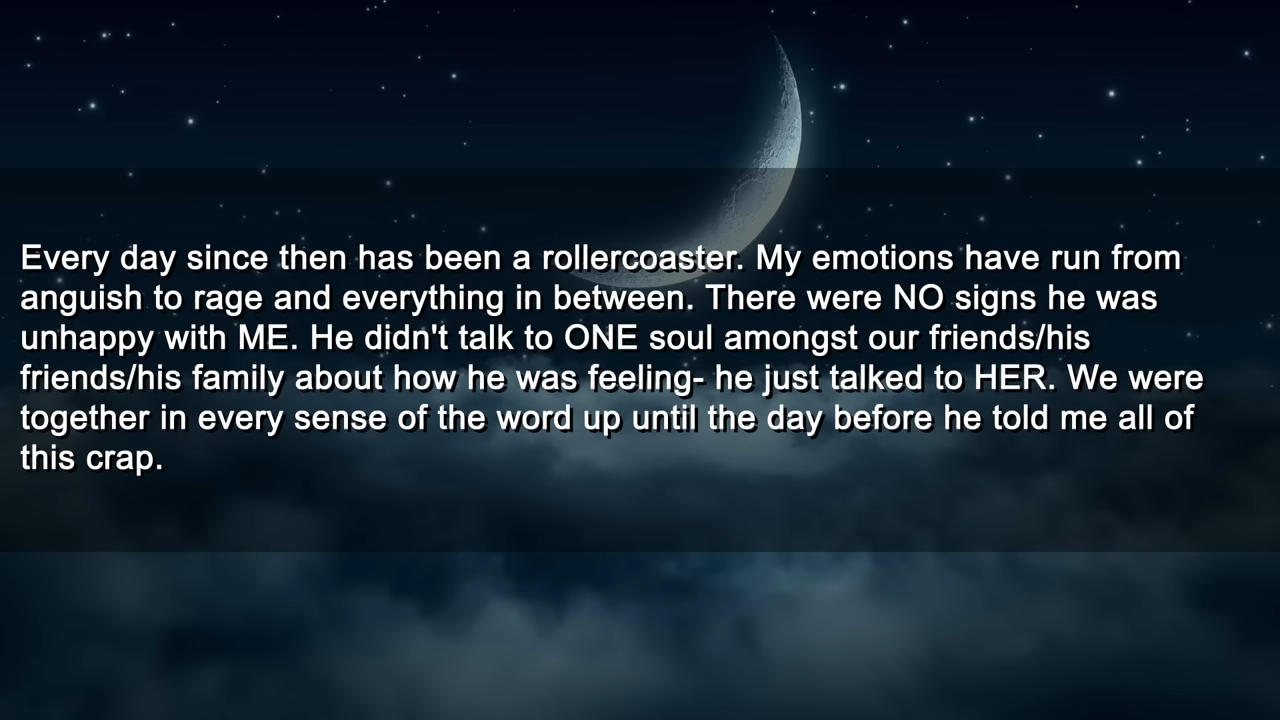 Every day since then has been a rollercoaster. My emotions have run from
anguish to rage and everything in between. There were NO signs he was
unhappy with ME. He didn't talk to ONE soul amongst our friends/his
friends/his family about how he was feeling- he just talked to HER. We were
together in every sense of the word up until the day before he told me all of
this crap.